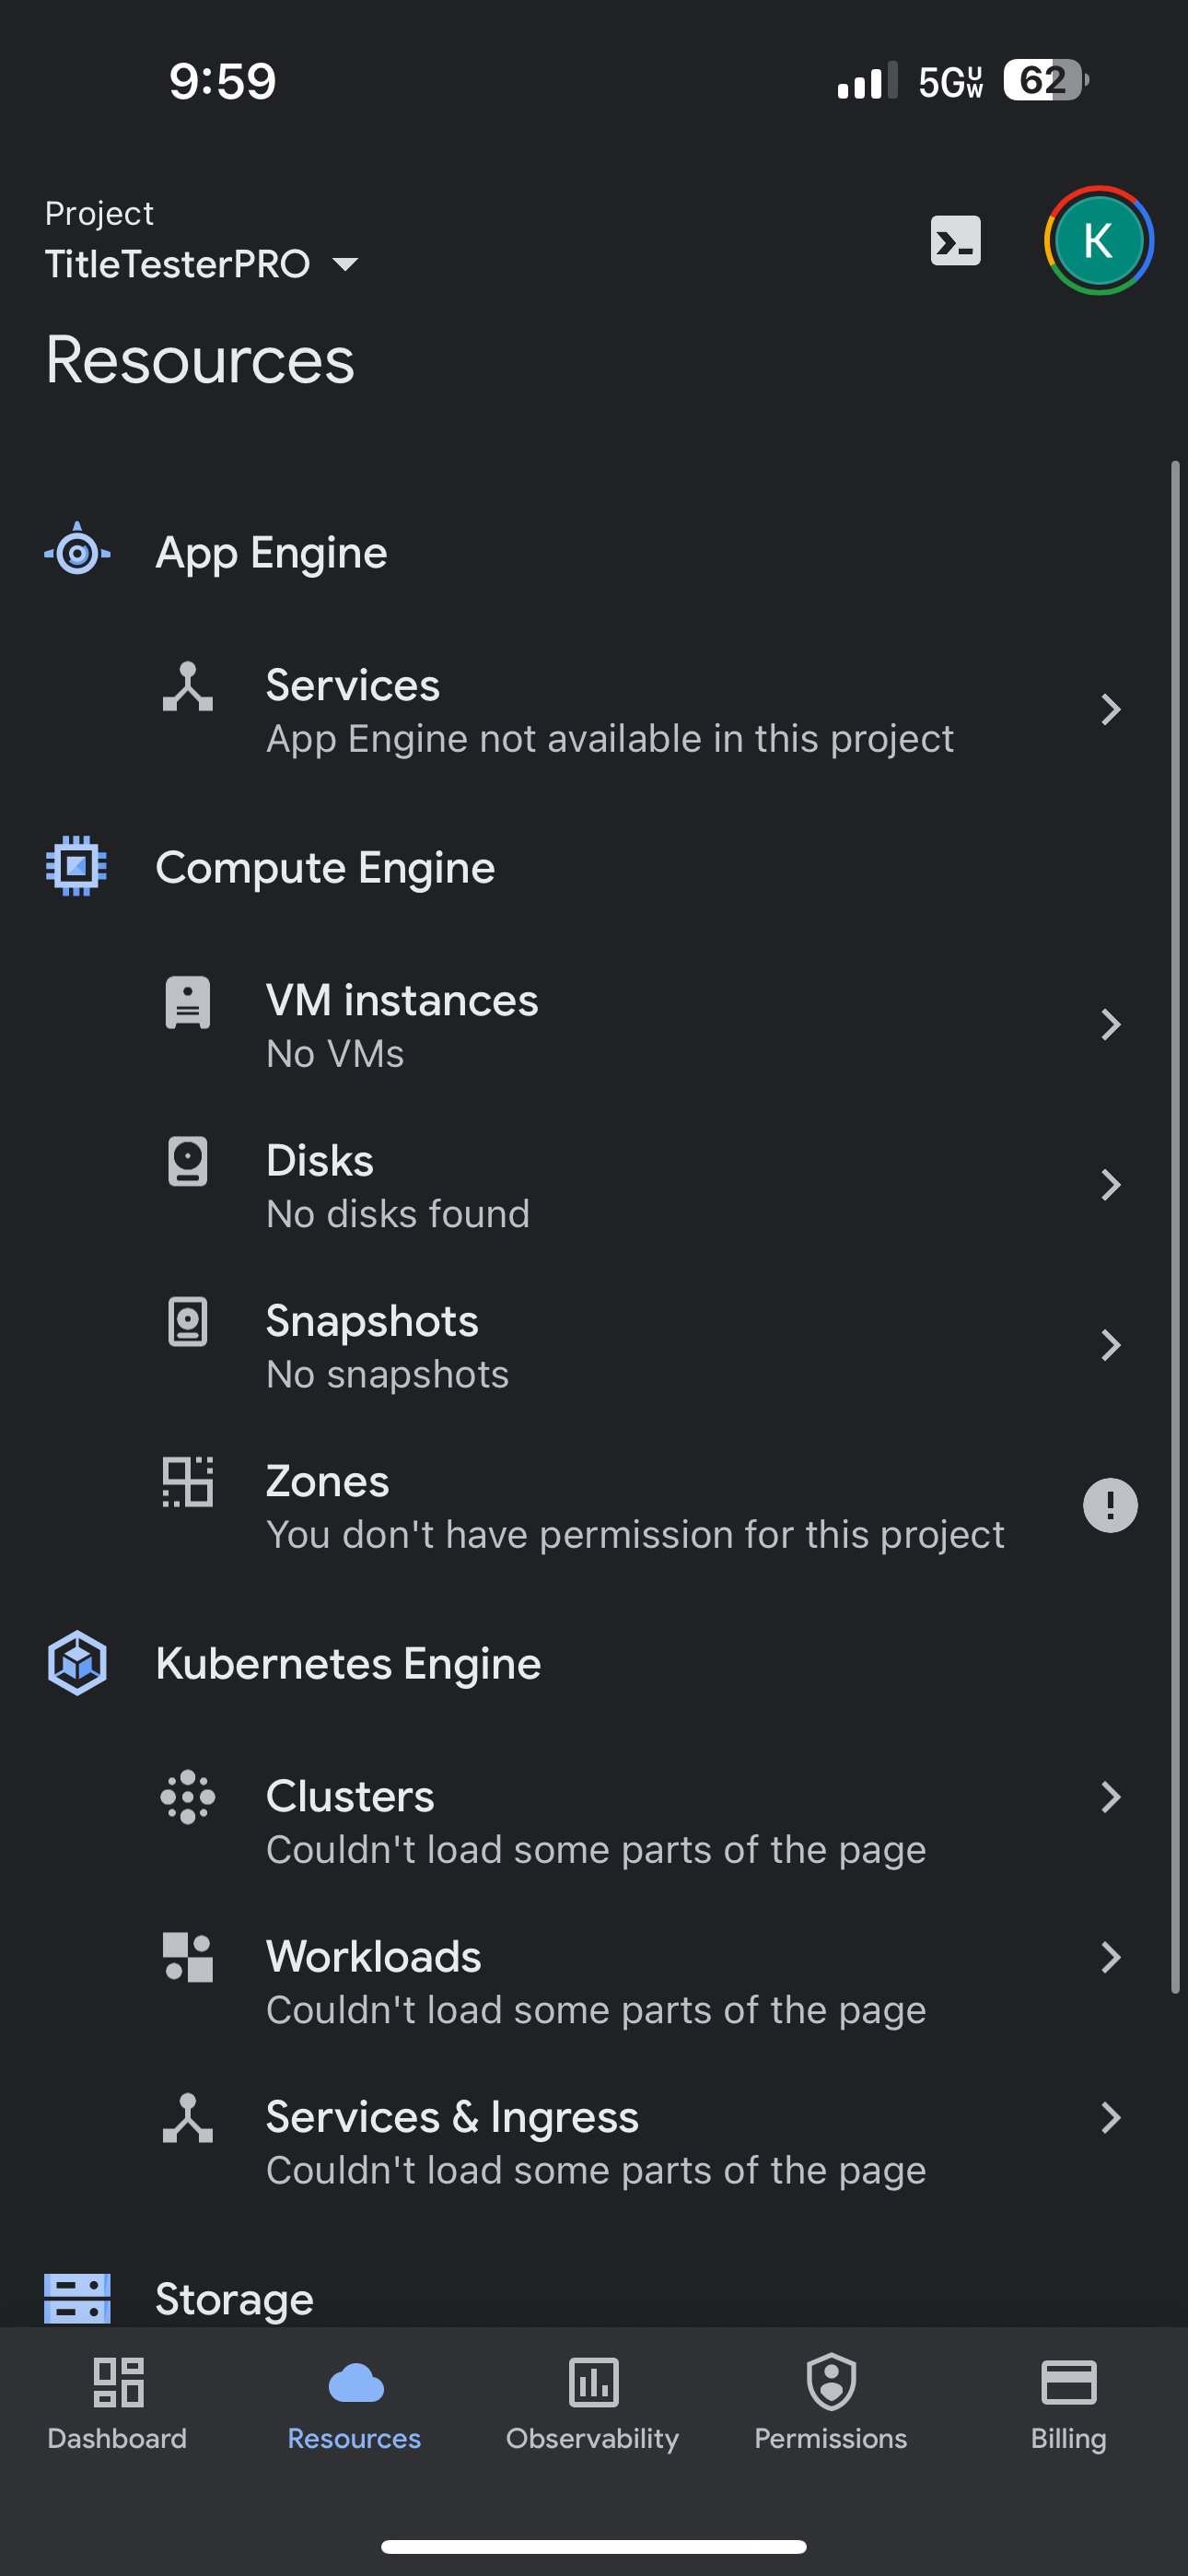 9:59
5GUW
62
Project
TitleTesterPRO
K
Resources
App Engine
Services
App Engine not available in this project
Compute Engine
VM instances
No VMs
Disks
No disks found
Snapshots
No snapshots
Zones
You don't have permission for this project
Kubernetes Engine
Clusters
Couldn't load some parts of the page
Workloads
Couldn't load some parts of the page
Services & Ingress
Couldn't load some parts of the page
Storage
Dashboard
Resources
Observability
Permissions
Billing